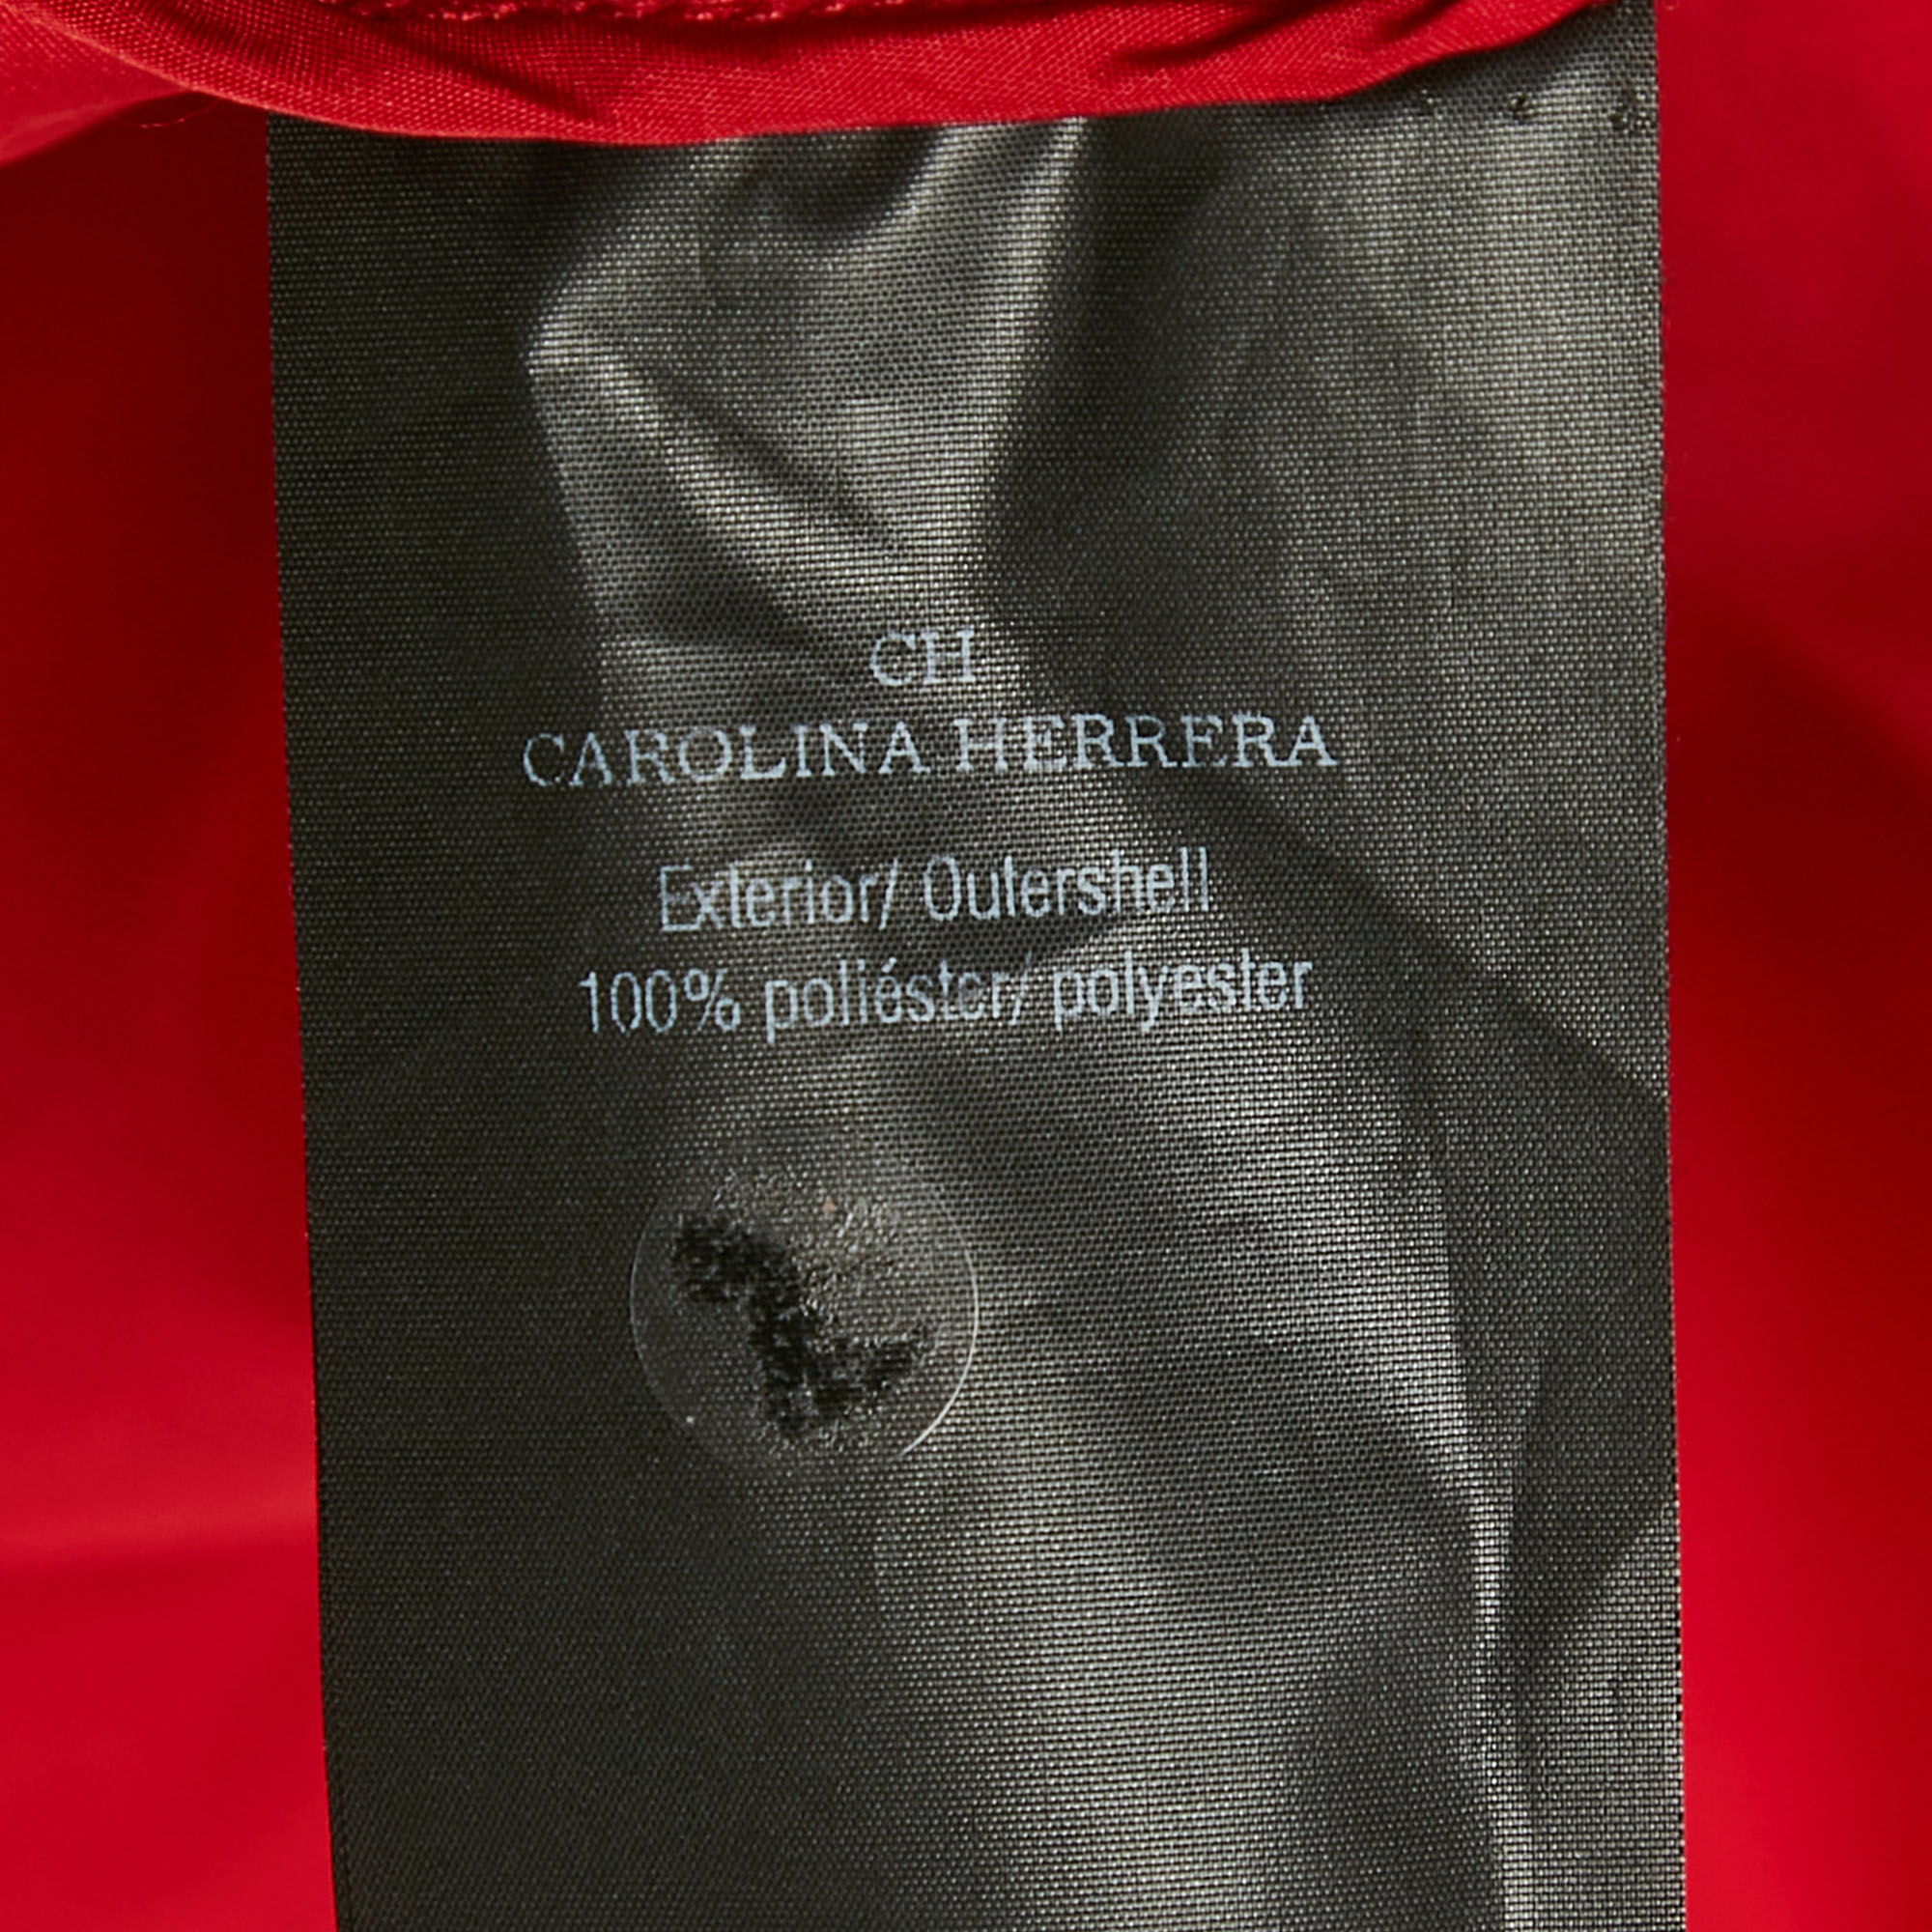 CH
CAROLINA HERRERA
Exterior/ Outershell
100% poliéster/ polyester